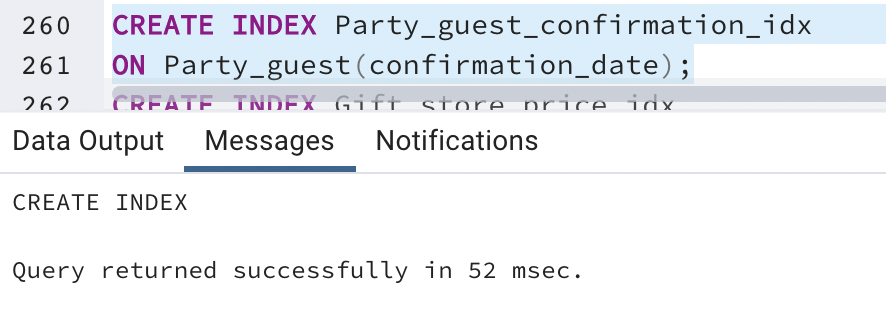 260 CREATE INDEX Party_guest_confirmation_idx
261 ON Party_guest(confirmation_date);
262 CREATE INDEX Gift_store_price_idx
Data Output Messages Notifications
CREATE INDEX
Query returned successfully in 52 msec.